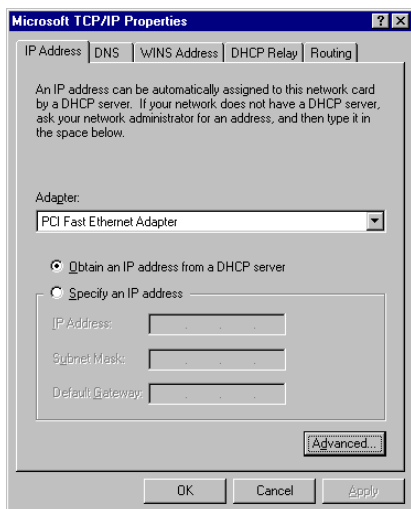 Microsoft TCP/IP Properties
IP Address DNS WINS Address DHCP Relay Routing
An IP address can be automatically assigned to this network card
by a DHCP server. If your network does not have a DHCP server,
ask your network administrator for an address, and then type it in
the space below.
Adapter:
PCI Fast Ethernet Adapter
Obtain an IP address from a DHCP server
Specify an IP address
IP Address:
Subnet Mask:
Default Gateway:
Advanced...
OK Cancel Apply